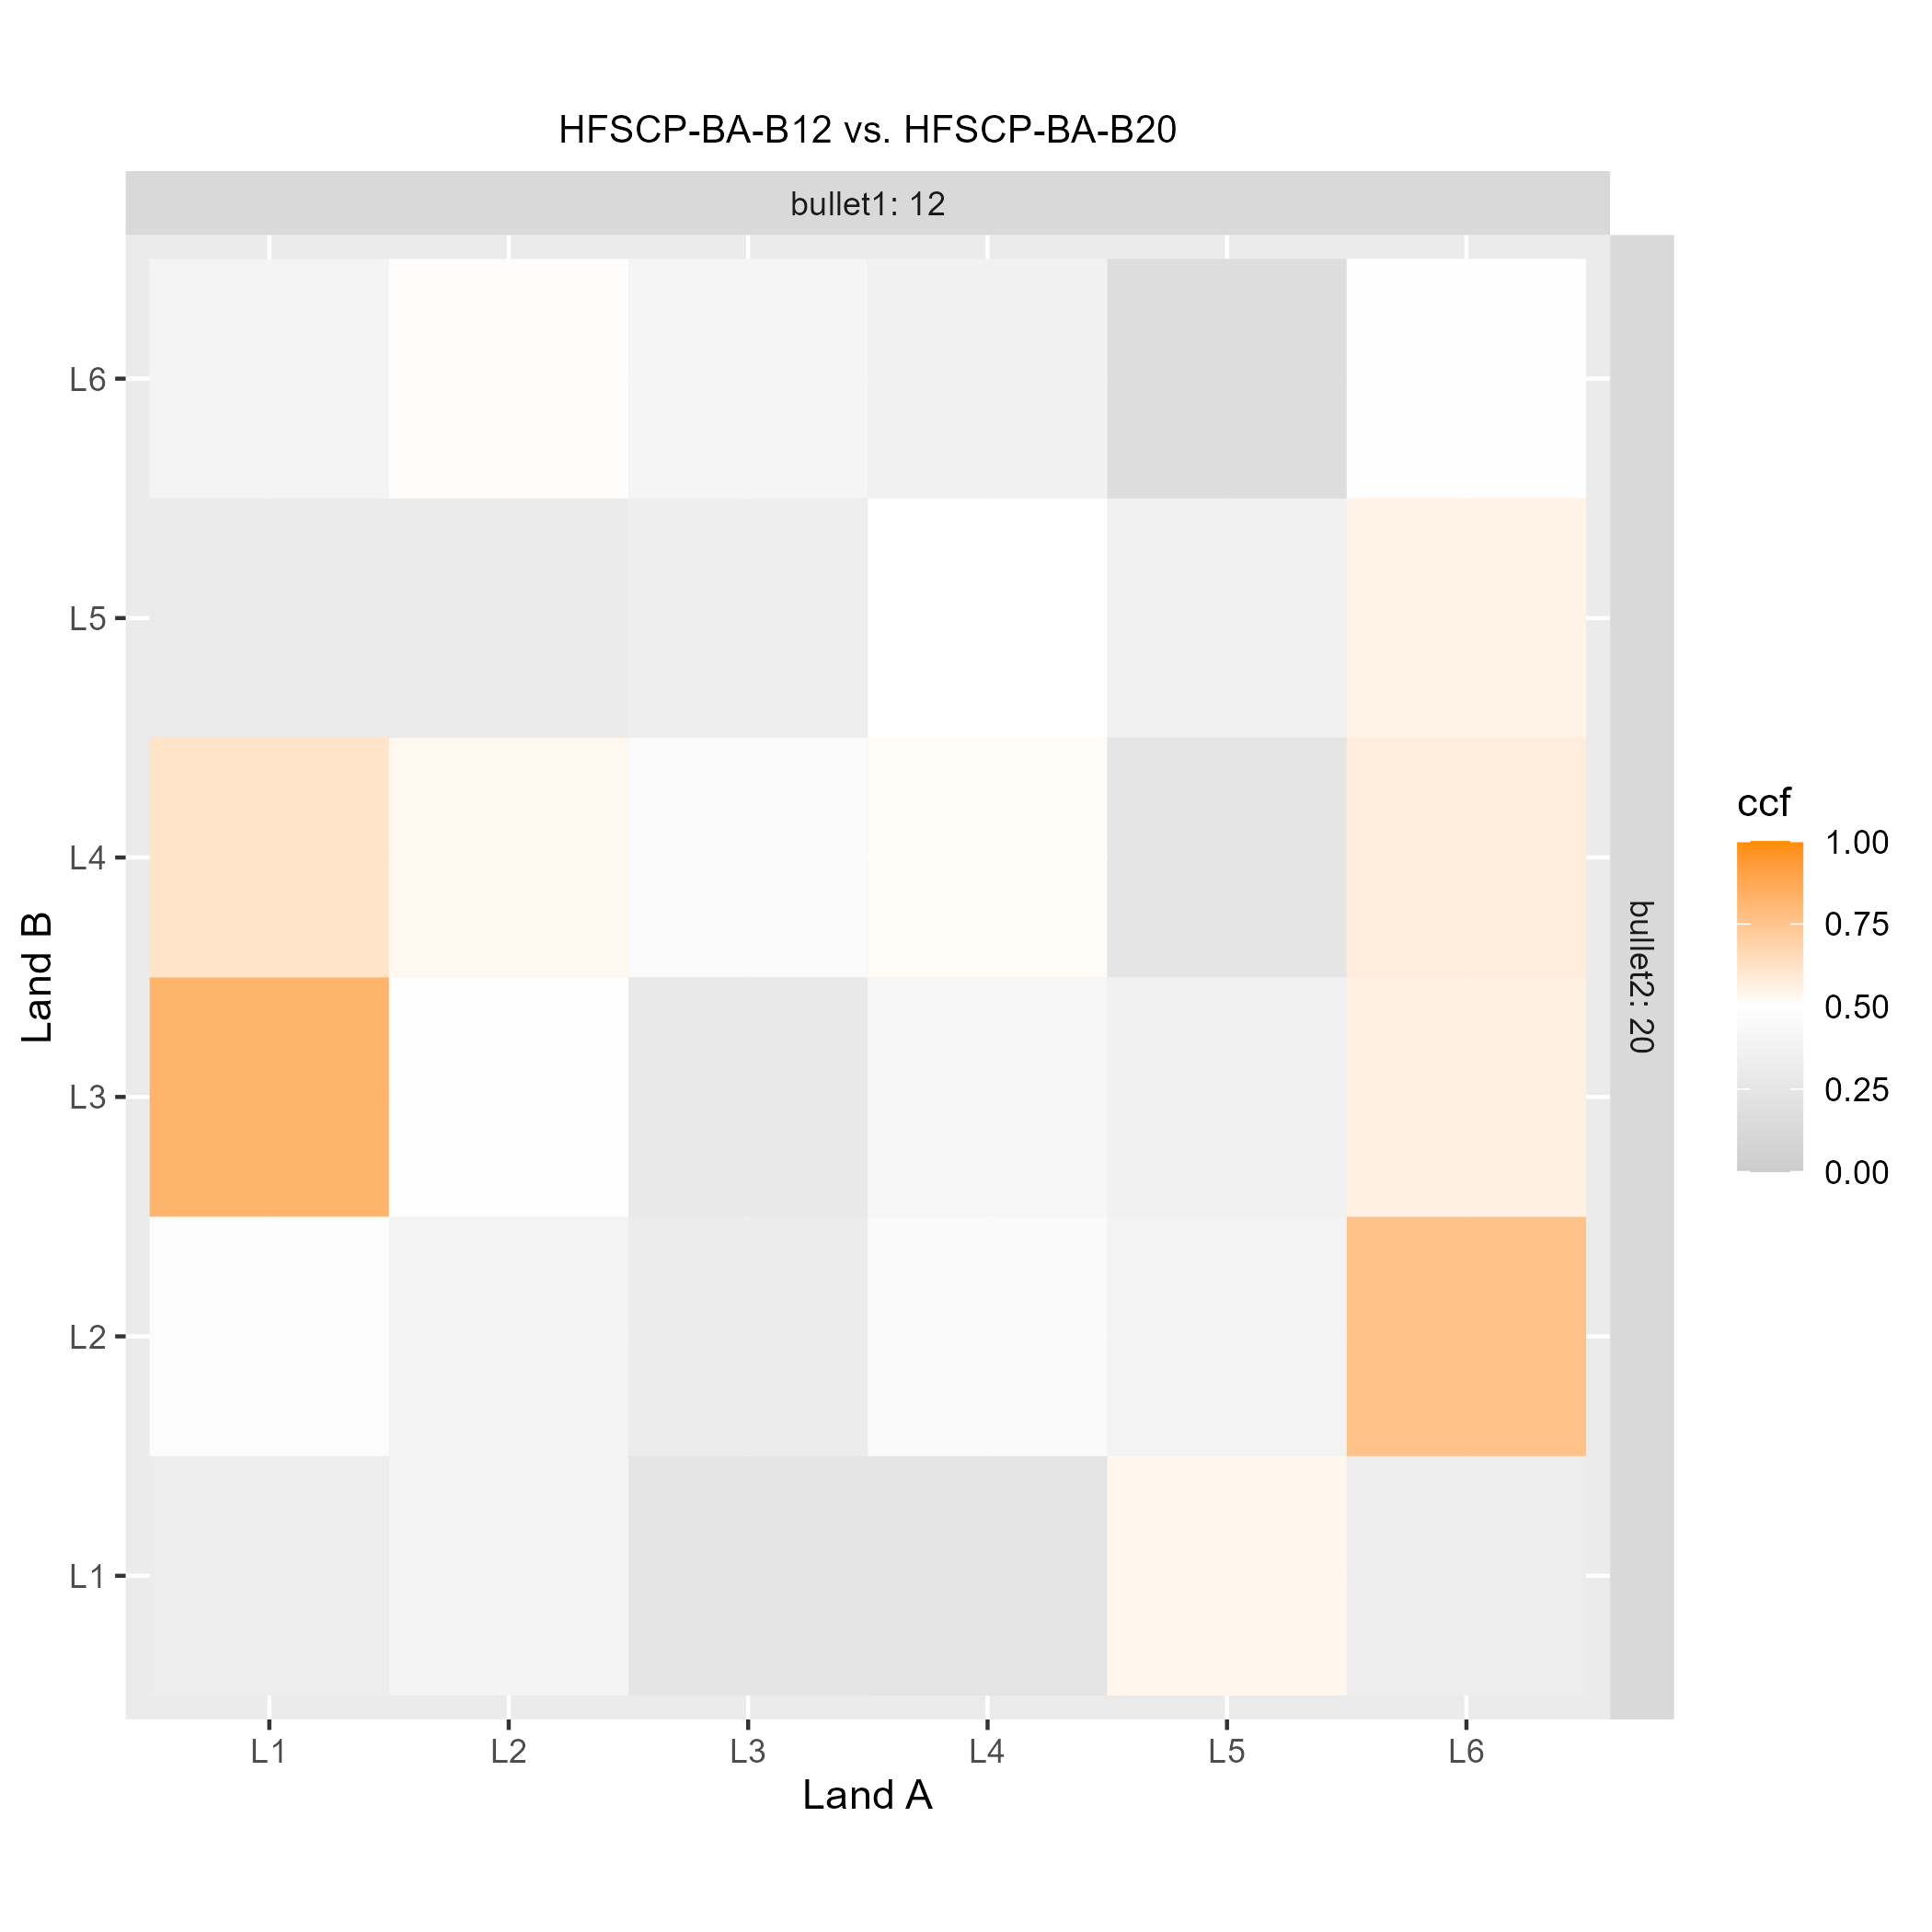 HFSCP-BA-B12 vs. HFSCP-BA-B20
bullet1: 12
L6
L5
L4
L3
L2
L1
Land B
bullet2: 20
ccf
1.00
0.75
0.50
0.25
0.00
L1 L2 L3 L4 L5 L6
Land A